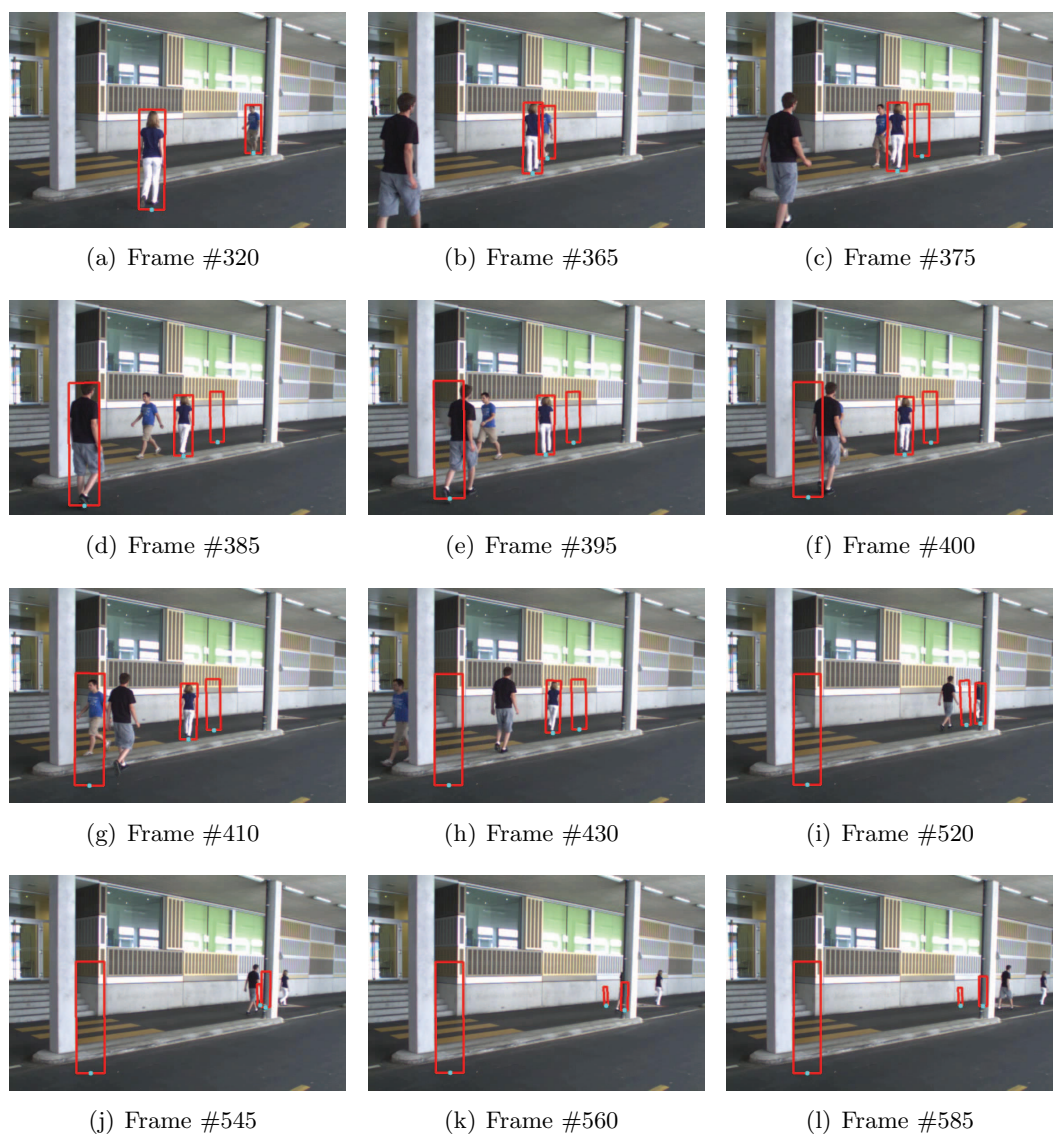 (a) Frame #320
(b) Frame #365
(c) Frame #375
(d) Frame #385
(e) Frame #395
(f) Frame #400
(g) Frame #410
(h) Frame #430
(i) Frame #520
(j) Frame #545
(k) Frame #560
(l) Frame #585